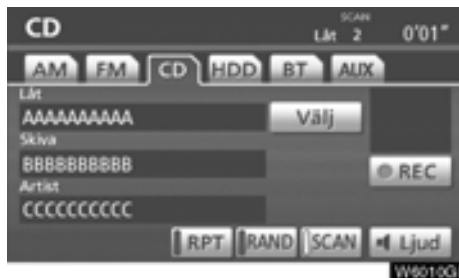 CD SCAN Låt 2 0'01"
AM FM CD HDD BT AUX
Låt
AAAAAAAAAA Välj
Skiva
BBBBBBBBBB
REC
Artist
CCCCCCCCCC
RPT RAND SCAN Ljud
W6010G